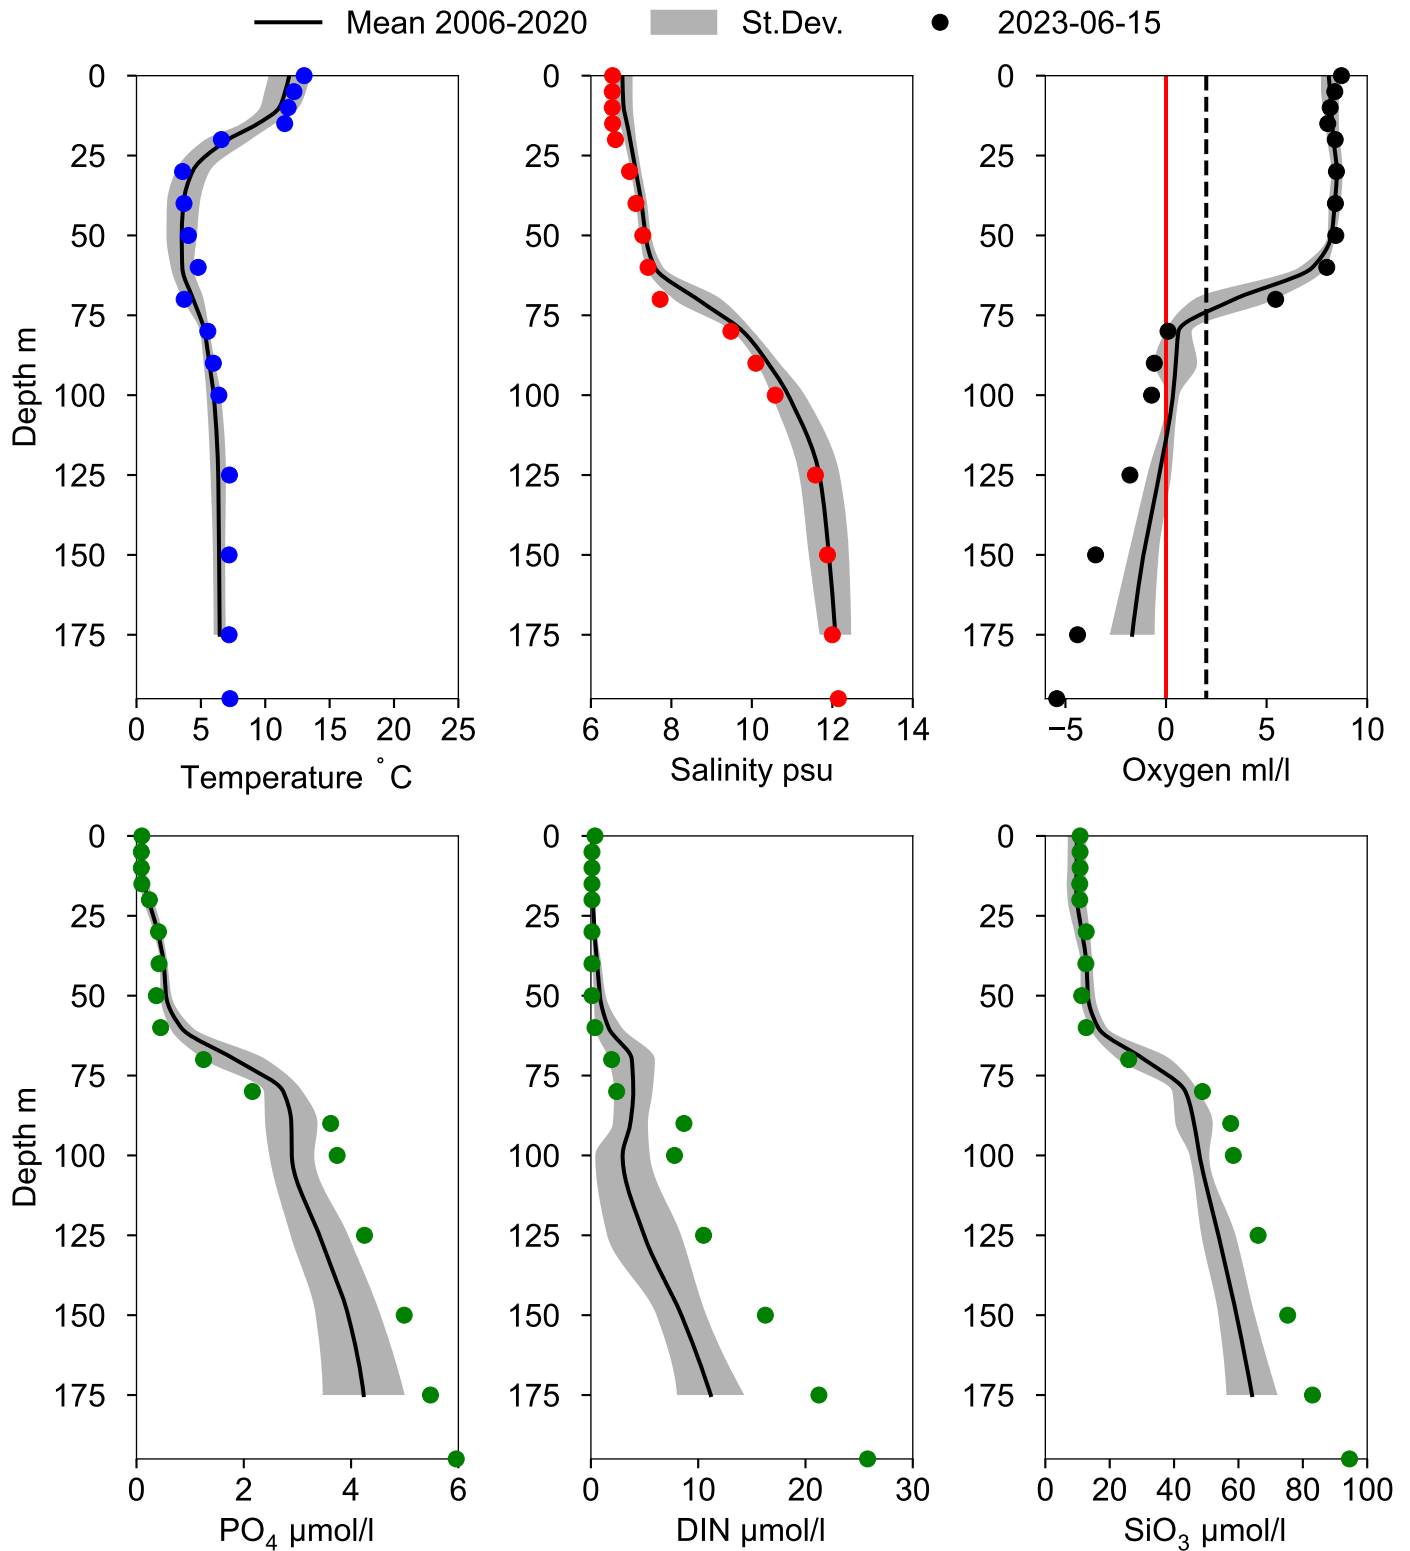 Mean 2006-2020 St.Dev. 2023-06-15
0 0 0
25 25 25
50 50 50
75 75 75
100 100 100
125 125 125
150 150 150
175 175 175
Depth m
0 5 10 15 20 25 6 8 10 12 14 −5 0 5 10
Temperature °C Salinity psu Oxygen ml/l
0 0 0
25 25 25
50 50 50
75 75 75
100 100 100
125 125 125
150 150 150
175 175 175
Depth m
0 2 4 6 0 10 20 30 0 20 40 60 80 100
PO₄ µmol/l DIN µmol/l SiO₃ µmol/l